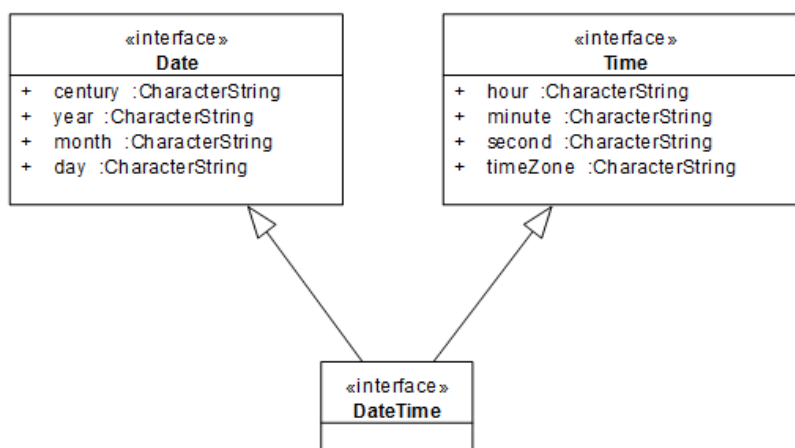 «interface»
Date
+ century :CharacterString
+ year :CharacterString
+ month :CharacterString
+ day :CharacterString
«interface»
Time
+ hour :CharacterString
+ minute :CharacterString
+ second :CharacterString
+ timeZone :CharacterString
«interface»
DateTime